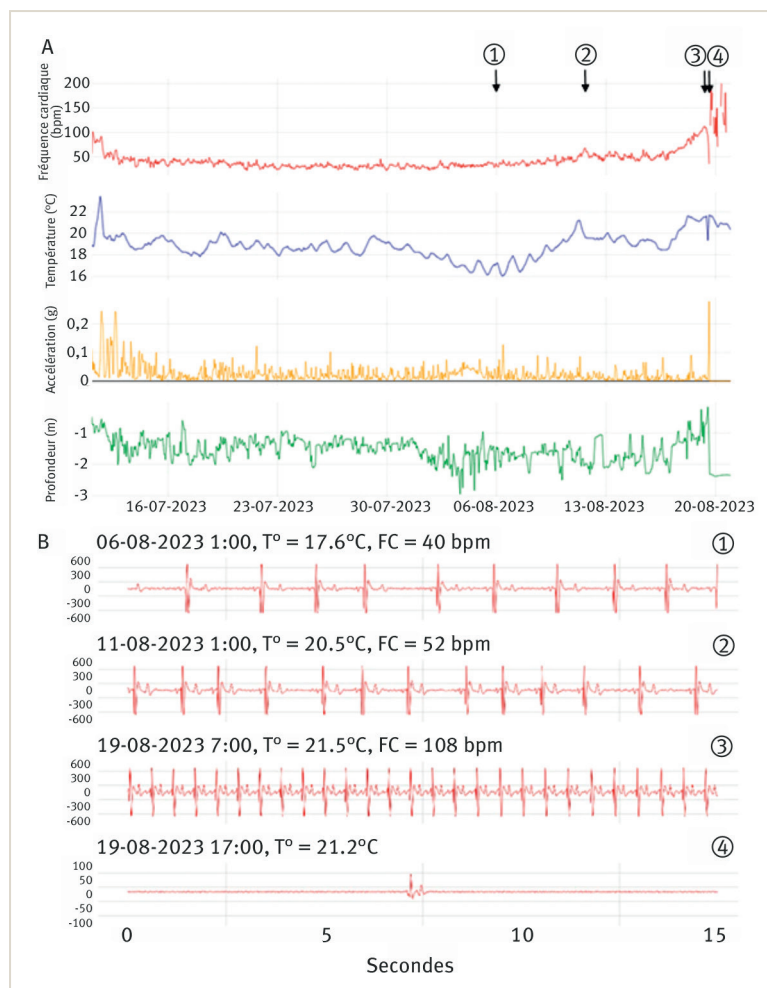 A
① ② ③ ④
Fréquence cardiaque (bpm)
200
150
100
50
Température (°C)
22
20
18
16
Accélération (g)
0,2
0,1
0
Profondeur (m)
-1
-2
-3
16-07-2023 23-07-2023 30-07-2023 06-08-2023 13-08-2023 20-08-2023
B
06-08-2023 1:00, T° = 17.6°C, FC = 40 bpm ①
600
300
0
-300
-600
11-08-2023 1:00, T° = 20.5°C, FC = 52 bpm ②
600
300
0
-300
-600
19-08-2023 7:00, T° = 21.5°C, FC = 108 bpm ③
600
300
0
-300
-600
19-08-2023 17:00, T° = 21.2°C ④
100
50
0
-50
-100
0 5 10 15
Secondes